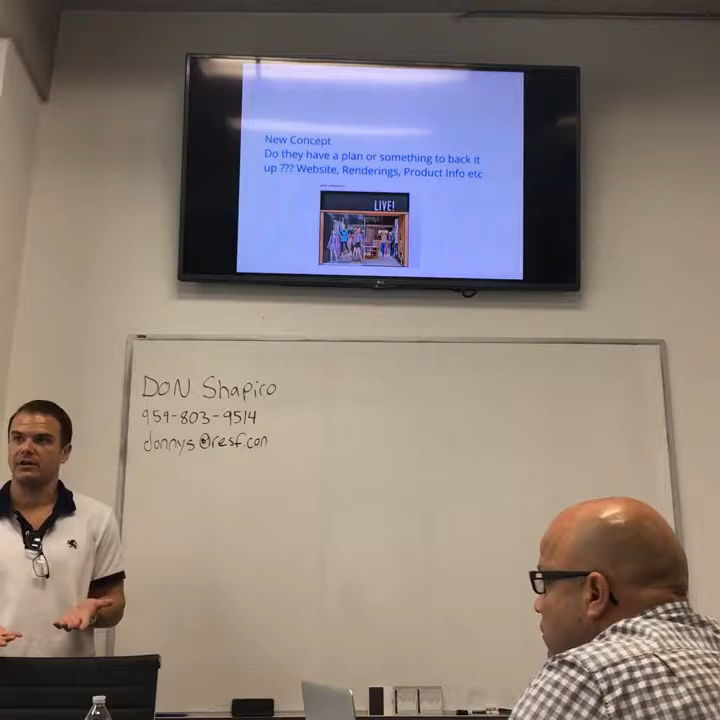 New Concept
Do they have a plan or something to back it
up ??? Website, Renderings, Product Info etc
LIVE!
DON Shapiro
954-803-9514
donnys@resf.com